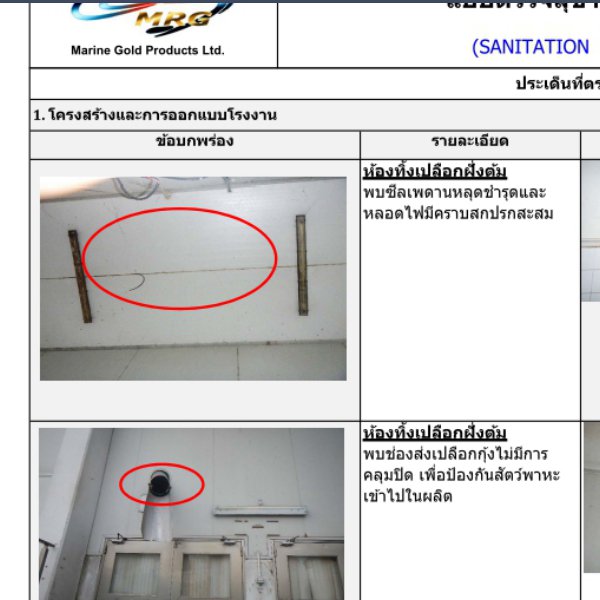 MRG
Marine Gold Products Ltd.
(SANITATION
ประเด็นที่ตร
1. โครงสร้างและการออกแบบโรงงาน
ข้อบกพร่อง
รายละเอียด
ห้องทิ้งเปลือกฝั่งต้ม
พบซีลเพดานหลุดชำรุดและ
หลอดไฟมีคราบสกปรกสะสม
ห้องทิ้งเปลือกฝั่งต้ม
พบช่องส่งเปลือกกุ้งไม่มีการ
คลุมปิด เพื่อป้องกันสัตว์พาหะ
เข้าไปในผลิต